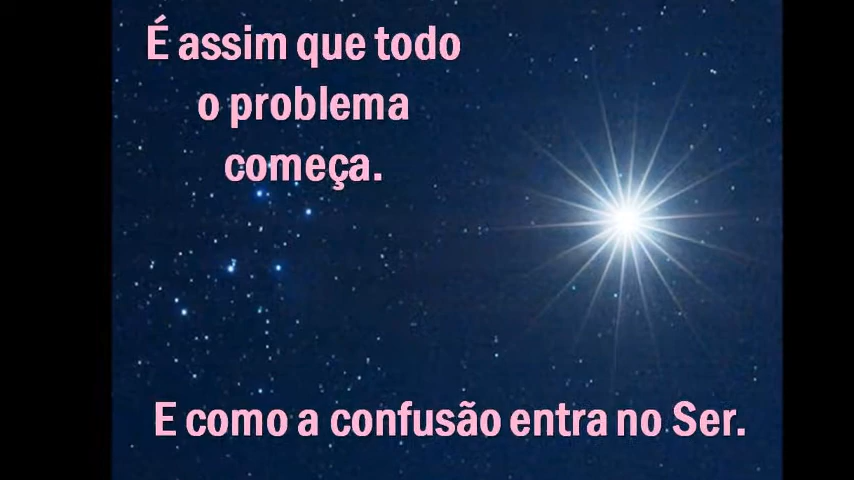 É assim que todo
o problema
começa.
E como a confusão entra no Ser.